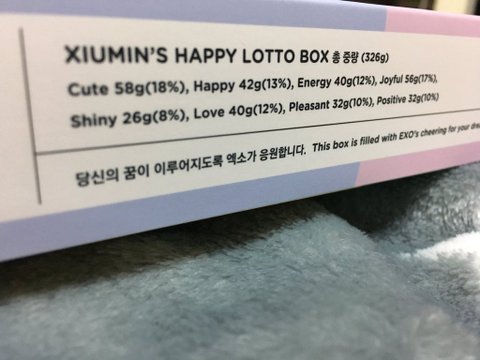 XIUMIN'S HAPPY LOTTO BOX 총 중량 (326g)
Cute 58g(18%), Happy 42g(13%), Energy 40g(12%), Joyful 56g(17%),
Shiny 26g(8%), Love 40g(12%), Pleasant 32g(10%), Positive 32g(10%)
당신의 꿈이 이루어지도록 엑소가 응원합니다. This box is filled with EXO's cheering for your